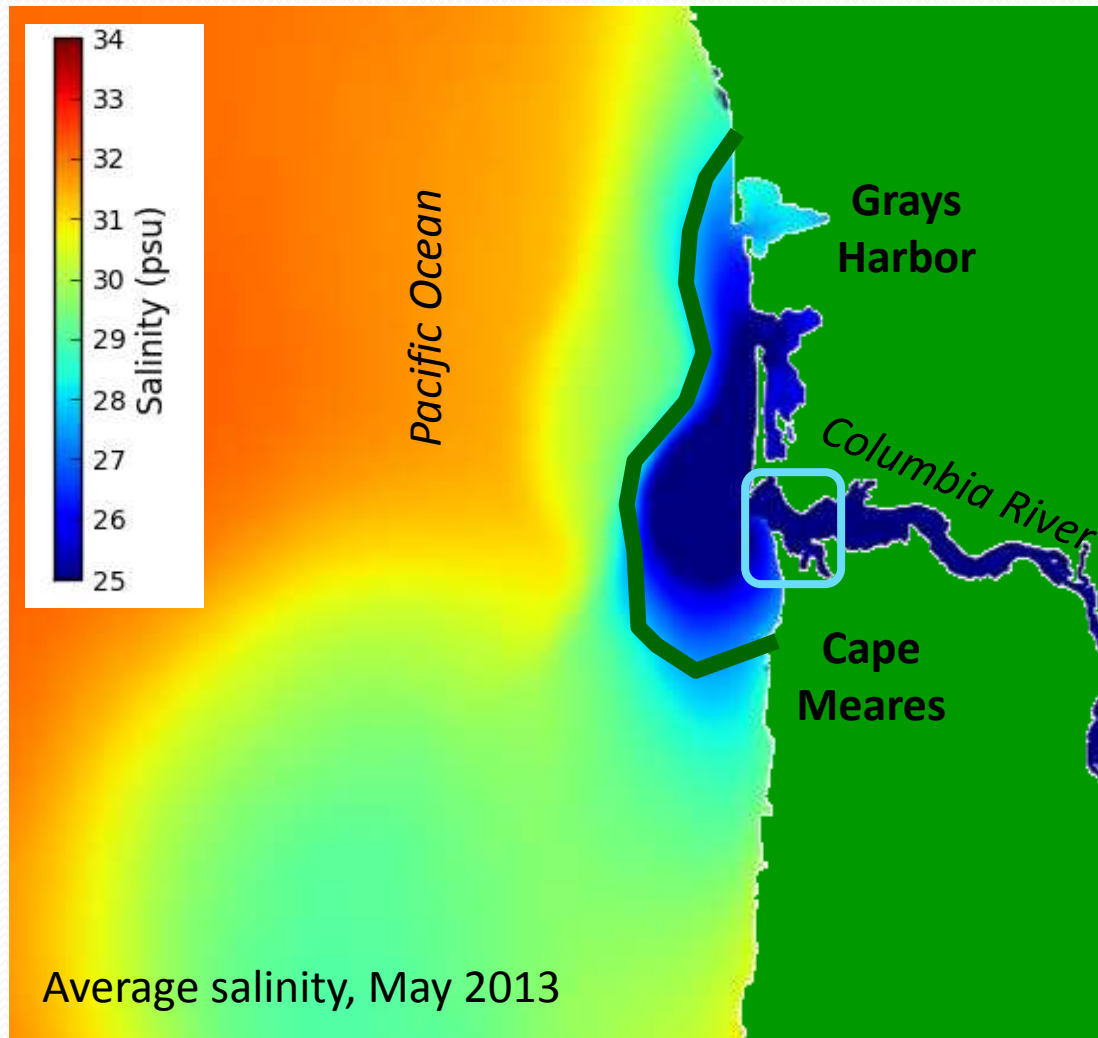 34
33
32
31
30
29
28
27
26
25
Salinity (psu)
Pacific Ocean
Grays
Harbor
Columbia River
Cape
Meares
Average salinity, May 2013